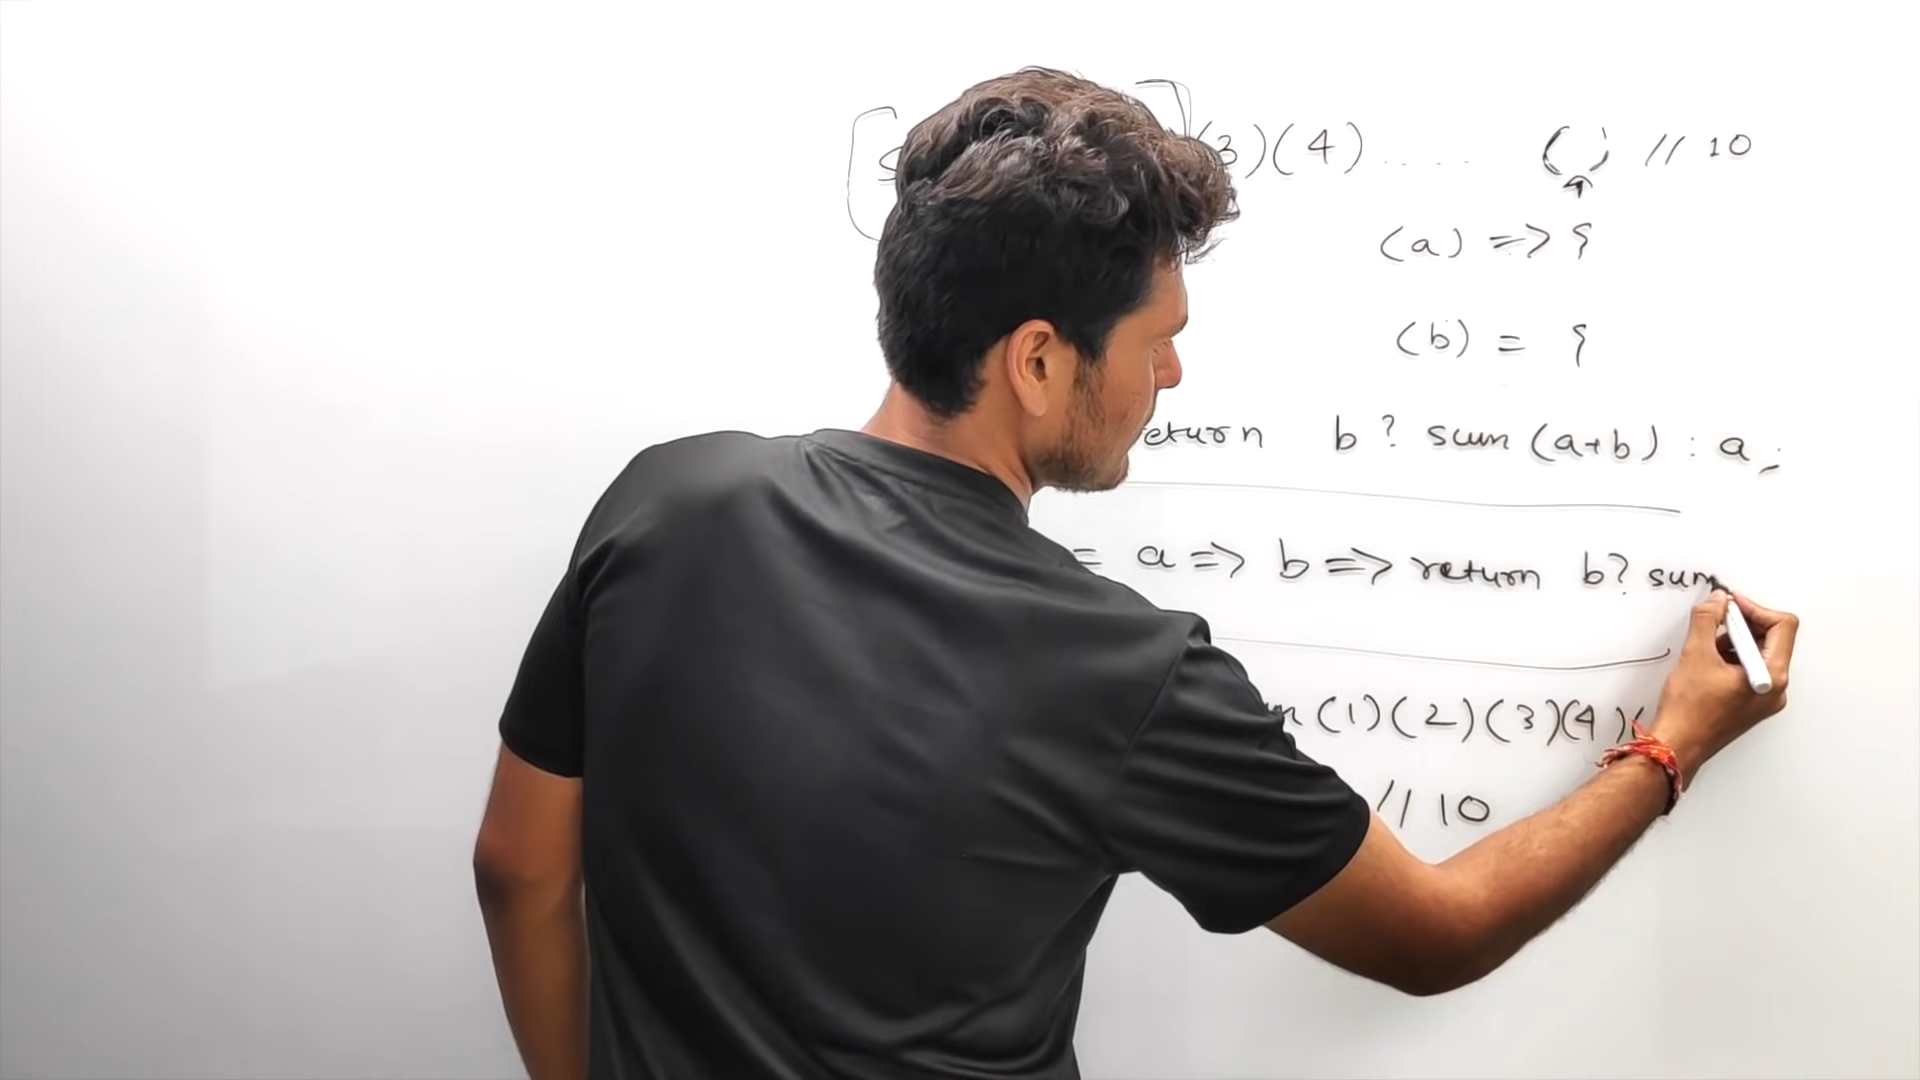 (3)(4) ..... () // 10
(a) => {
(b) = {
return b ? sum (a+b) : a ;
= a => b => return b? sum
(1)(2)(3)(4)(
// 10